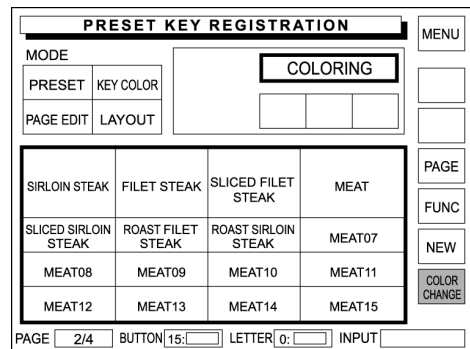 PRESET KEY REGISTRATION
MENU
MODE
COLORING
PRESET KEY COLOR
PAGE EDIT LAYOUT
PAGE
FUNC
NEW
COLOR
CHANGE
SIRLOIN STEAK FILET STEAK SLICED FILET STEAK MEAT
SLICED SIRLOIN STEAK ROAST FILET STEAK ROAST SIRLOIN STEAK MEAT07
MEAT08 MEAT09 MEAT10 MEAT11
MEAT12 MEAT13 MEAT14 MEAT15
PAGE 2/4 BUTTON 15: LETTER 0: INPUT